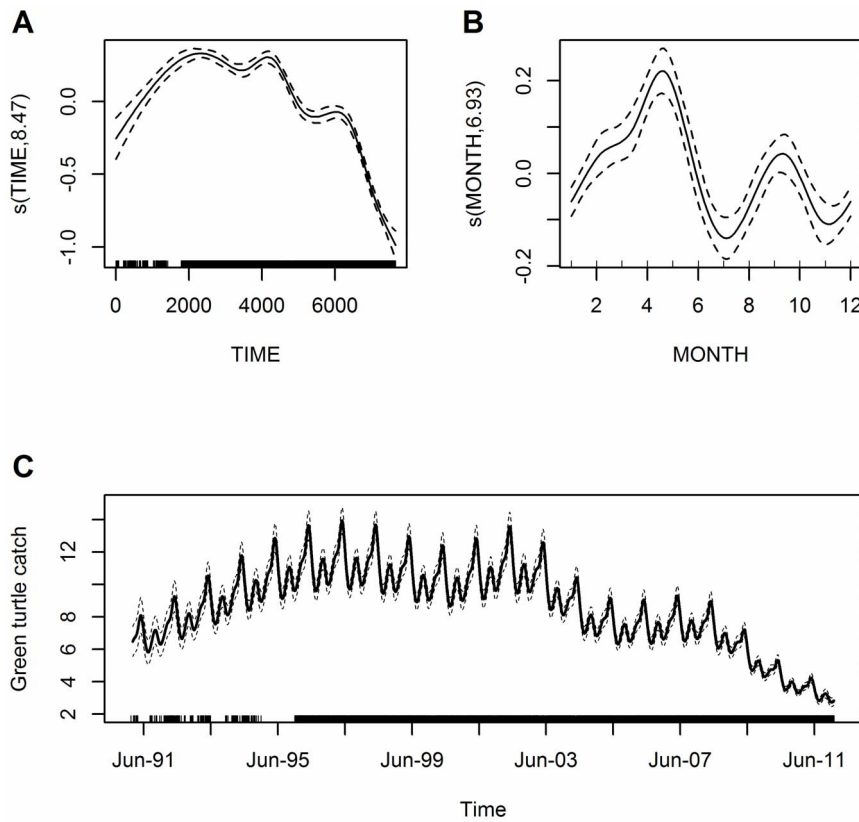 A
s(TIME,8.47)
0.0
-0.5
-1.0
0 2000 4000 6000
TIME
B
s(MONTH,6.93)
0.2
0.0
-0.2
2 4 6 8 10 12
MONTH
C
Green turtle catch
12
10
8
6
4
2
Jun-91 Jun-95 Jun-99 Jun-03 Jun-07 Jun-11
Time